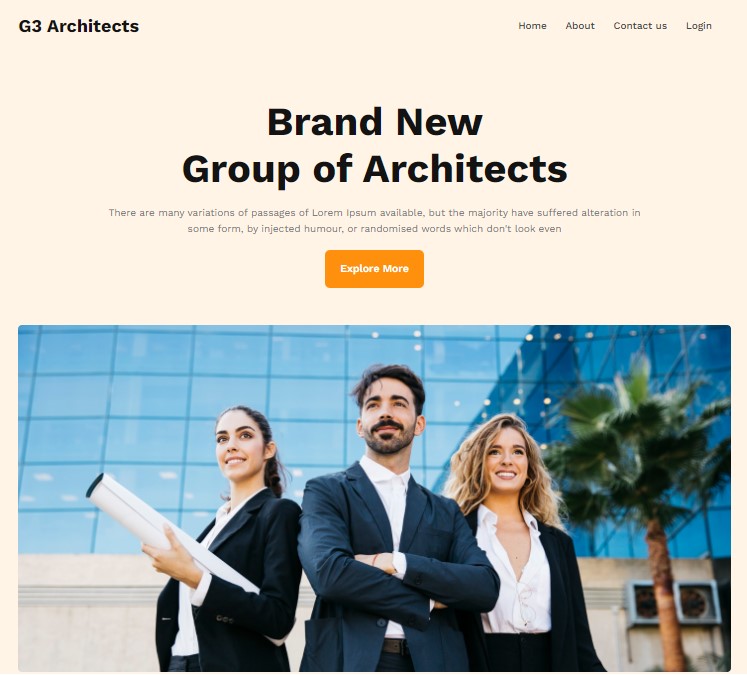 G3 Architects
Home About Contact us Login
Brand New
Group of Architects
There are many variations of passages of Lorem Ipsum available, but the majority have suffered alteration in
some form, by injected humour, or randomised words which don't look even
Explore More